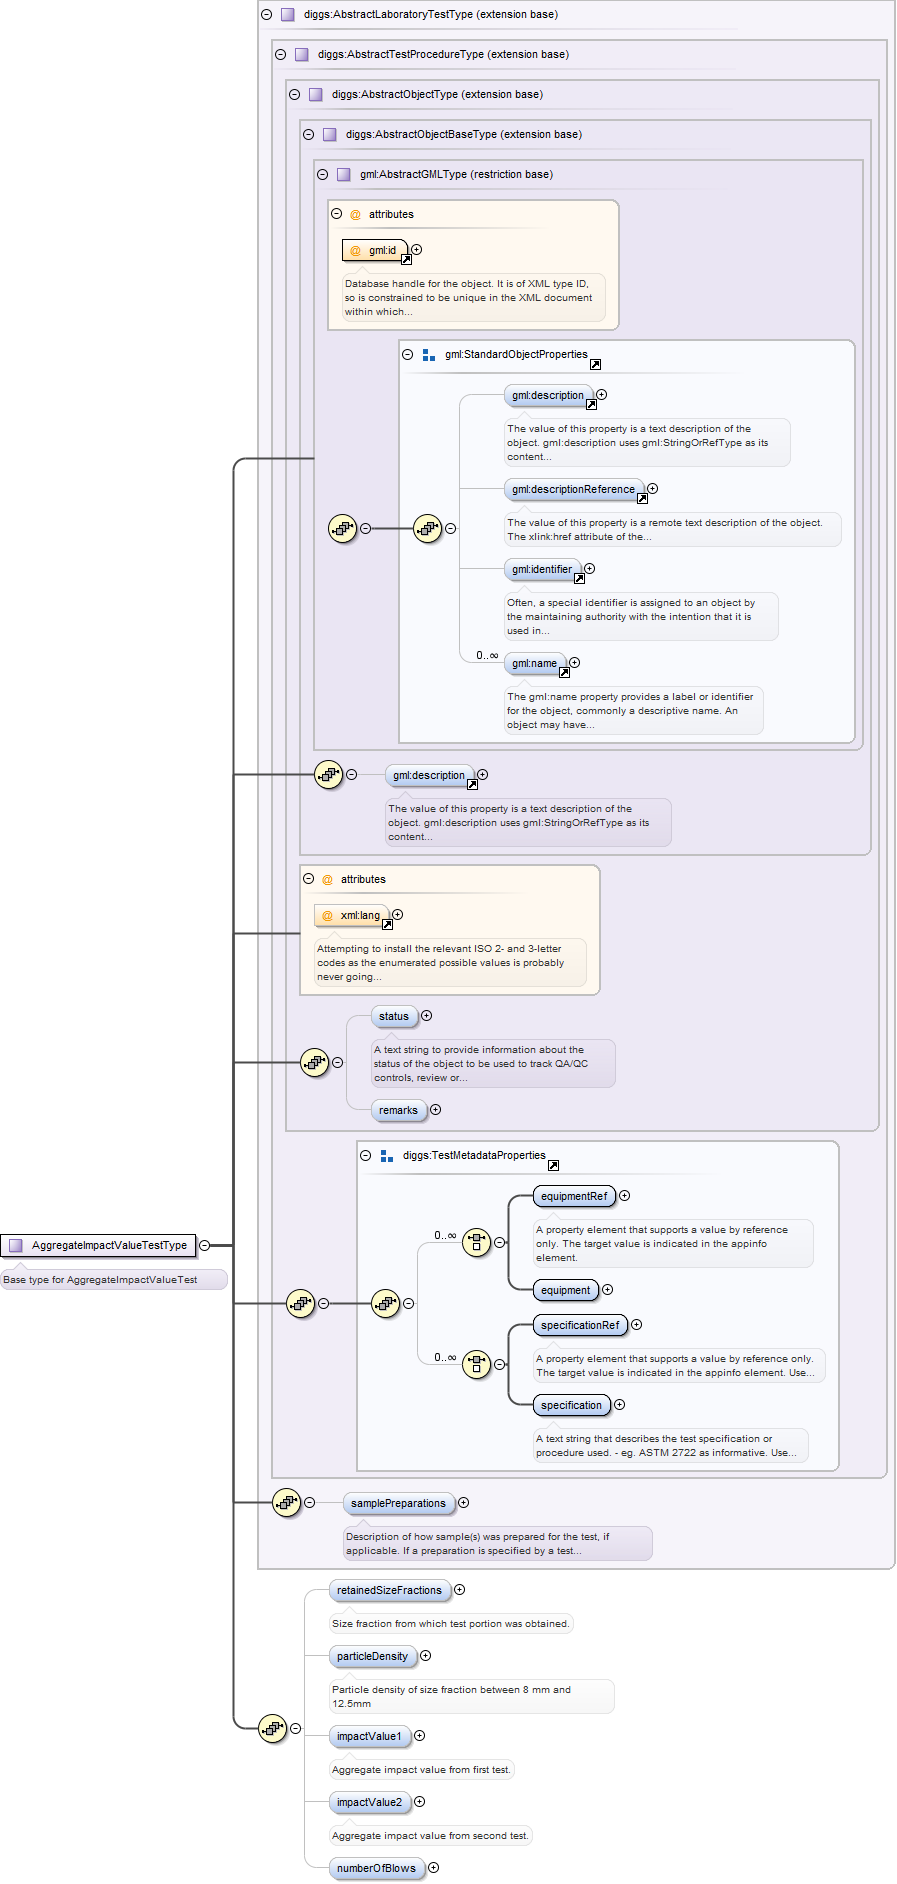 diggs:AbstractLaboratoryTestType (extension base)
diggs:AbstractTestProcedureType (extension base)
diggs:AbstractObjectType (extension base)
diggs:AbstractObjectBaseType (extension base)
gml:AbstractGMLType (restriction base)
@ attributes
@ gml:id
Database handle for the object. It is of XML type ID,
so is constrained to be unique in the XML document
within which...
gml:StandardObjectProperties
gml:description
The value of this property is a text description of the
object. gml:description uses gml:StringOrRefType as its
content...
gml:descriptionReference
The value of this property is a remote text description of the object.
The xlink:href attribute of the...
gml:identifier
Often, a special identifier is assigned to an object by
the maintaining authority with the intention that it is
used in...
0..∞
gml:name
The gml:name property provides a label or identifier
for the object, commonly a descriptive name. An
object may have...
gml:description
The value of this property is a text description of the
object. gml:description uses gml:StringOrRefType as its
content...
@ attributes
@ xml:lang
Attempting to install the relevant ISO 2- and 3-letter
codes as the enumerated possible values is probably
never going...
status
A text string to provide information about the
status of the object to be used to track QA/QC
controls, review or...
remarks
diggs:TestMetadataProperties
equipmentRef
0..∞
A property element that supports a value by reference
only. The target value is indicated in the appinfo
element.
AggregateImpactValueTestType
Base type for AggregateImpactValueTest
equipment
specificationRef
0..∞
A property element that supports a value by reference only.
The target value is indicated in the appinfo element. Use...
specification
A text string that describes the test specification or
procedure used. - eg. ASTM 2722 as informative. Use...
samplePreparations
Description of how sample(s) was prepared for the test, if
applicable. If a preparation is specified by a test...
retainedSizeFractions
Size fraction from which test portion was obtained.
particleDensity
Particle density of size fraction between 8 mm and
12.5mm
impactValue1
Aggregate impact value from first test.
impactValue2
Aggregate impact value from second test.
numberOfBlows